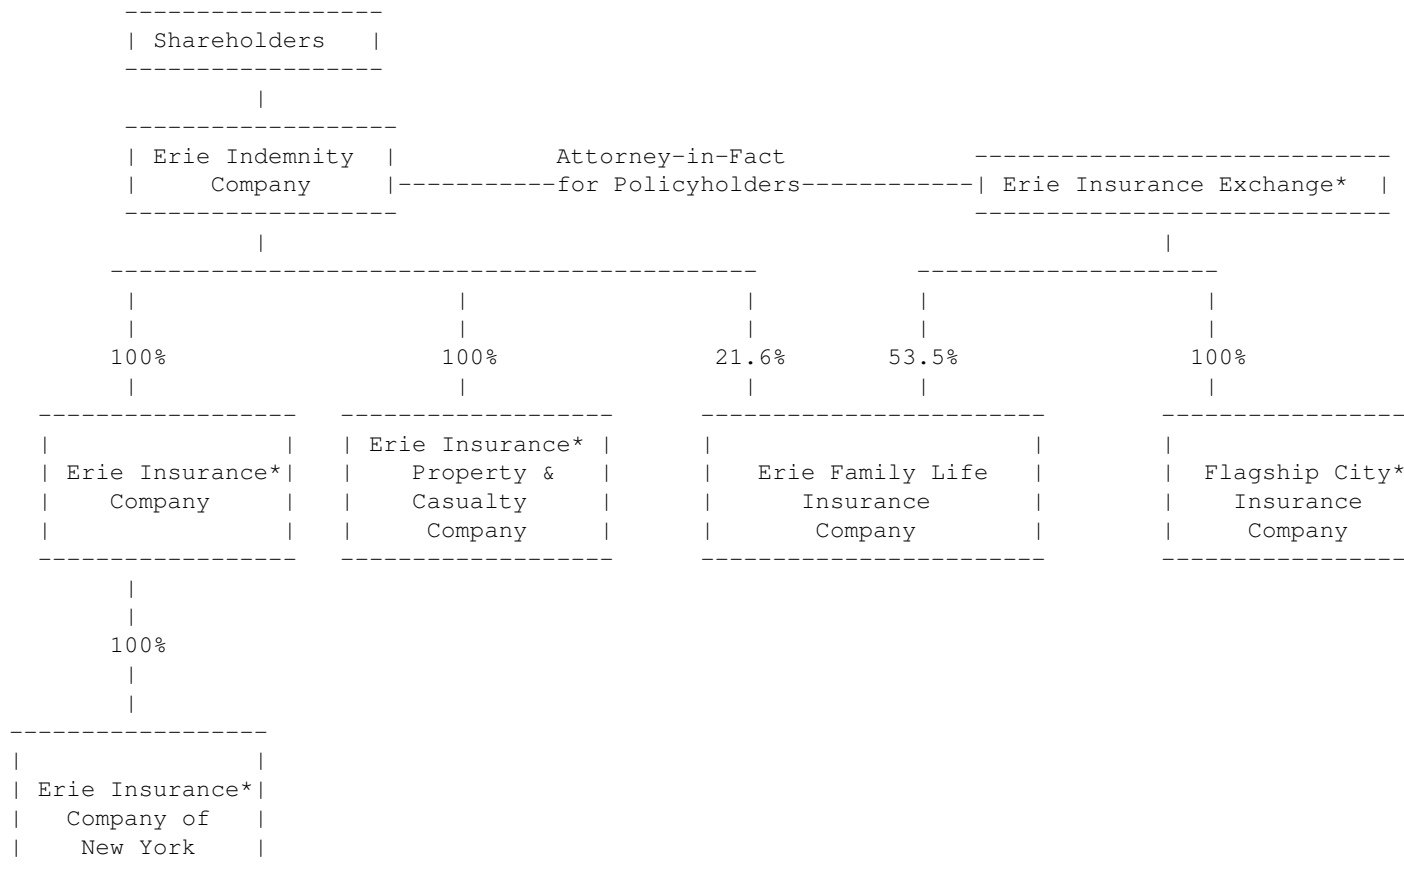 Shareholders
Erie Indemnity Attorney-in-Fact
Company for Policyholders Erie Insurance Exchange*
100% 100% 21.6% 53.5% 100%
Erie Insurance*
Erie Insurance* Property & Erie Family Life Flagship City*
Company Casualty Insurance Insurance
Company Company Company
100%
Erie Insurance*
Company of
New York